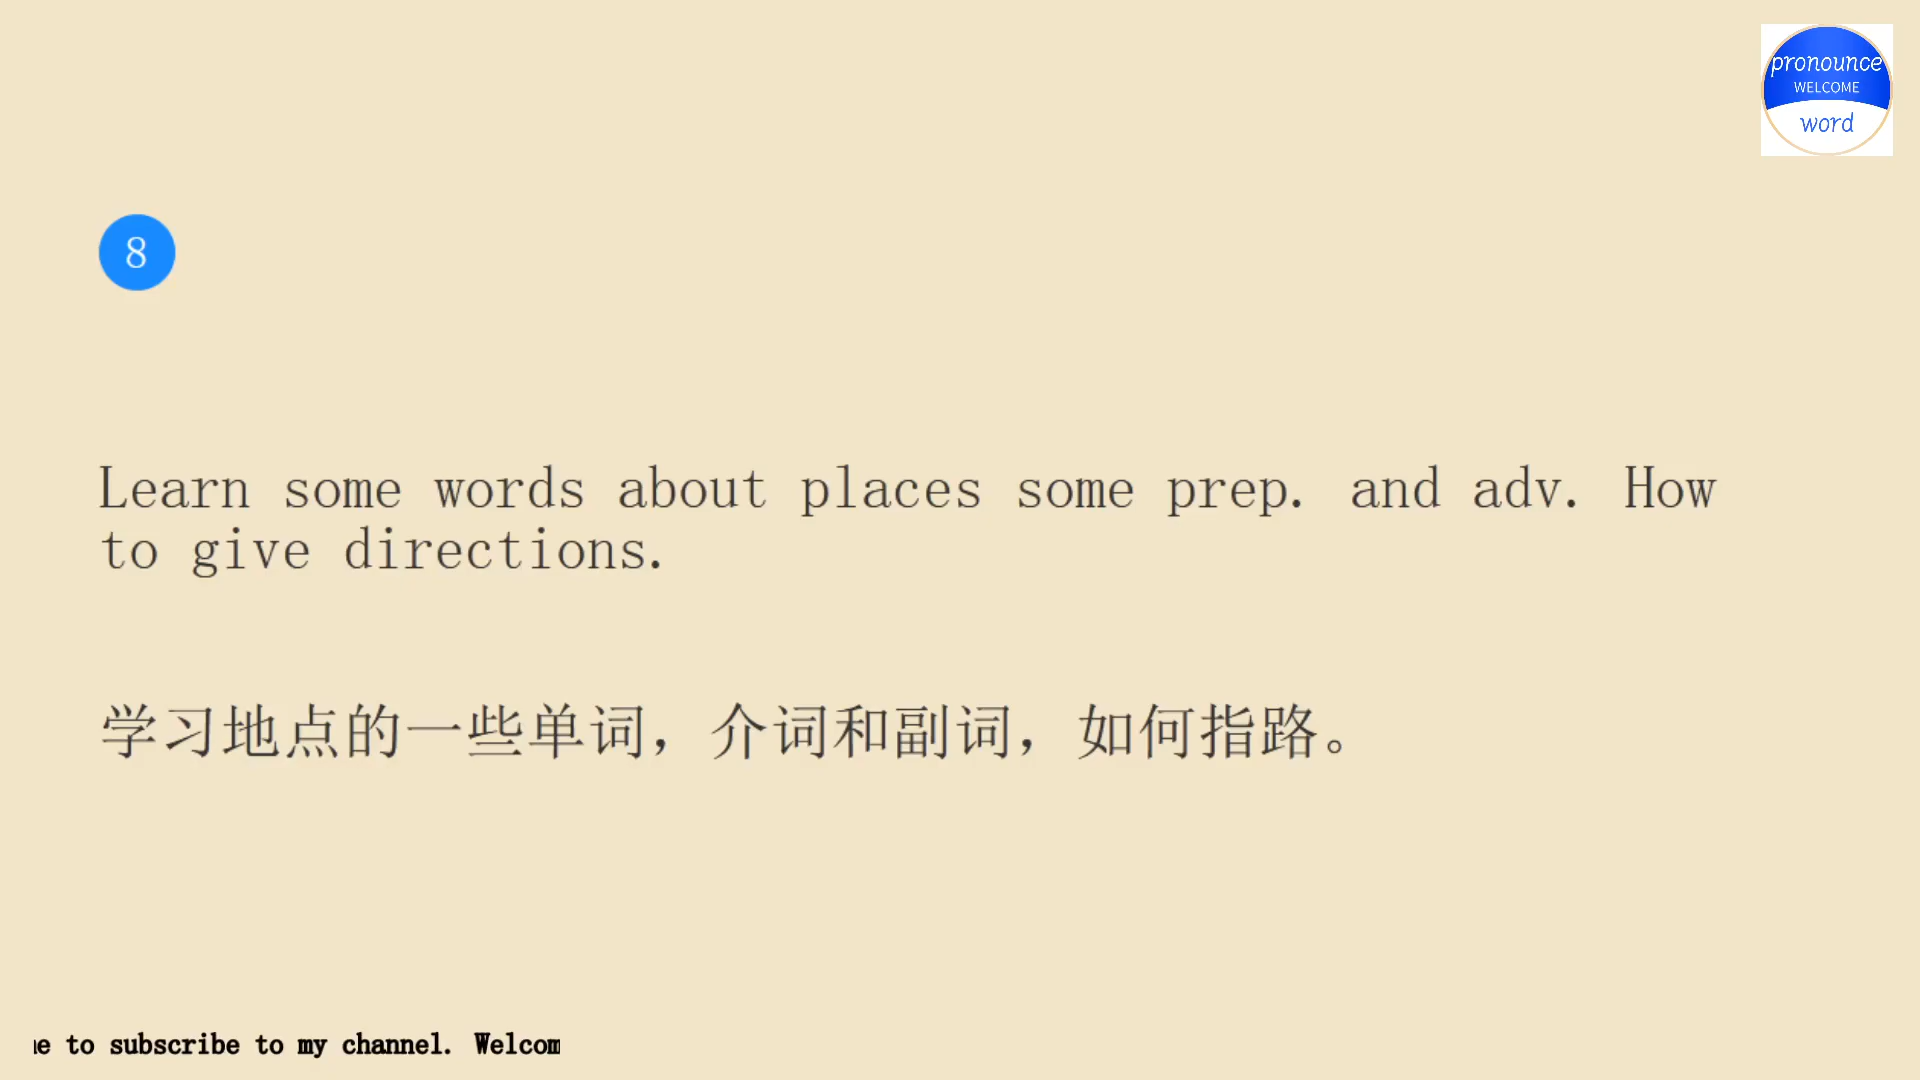 pronounce
WELCOME
word
8
Learn some words about places some prep. and adv. How
to give directions.
学习地点的一些单词，介词和副词，如何指路。
to subscribe to my channel. Welcom